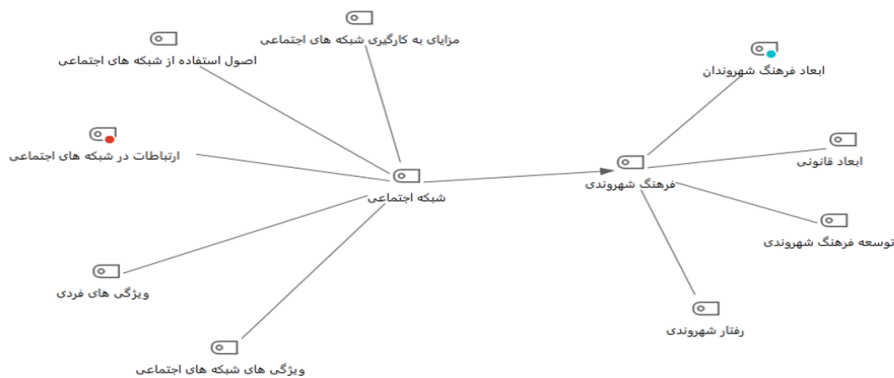 مزایای به کارگیری شبکه های اجتماعی
اصول استفاده از شبکه های اجتماعی
ابعاد فرهنگ شهروندان
ارتباطات در شبکه های اجتماعی
ابعاد قانونی
فرهنگ شهروندی
شبکه اجتماعی
توسعه فرهنگ شهروندی
ویژگی های فردی
رفتار شهروندی
ویژگی های شبکه های اجتماعی